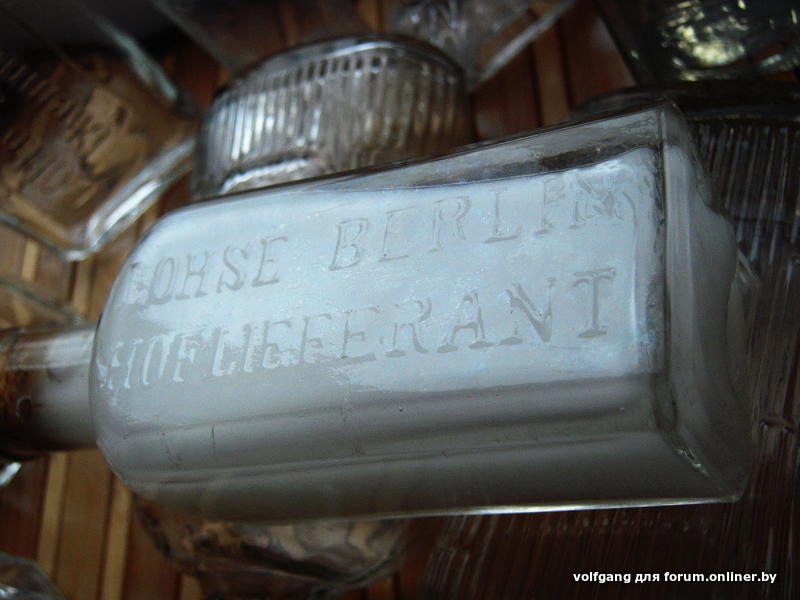 LOHSE BERLIN
HOFLIEFERANT
volfgang для forum.onliner.by